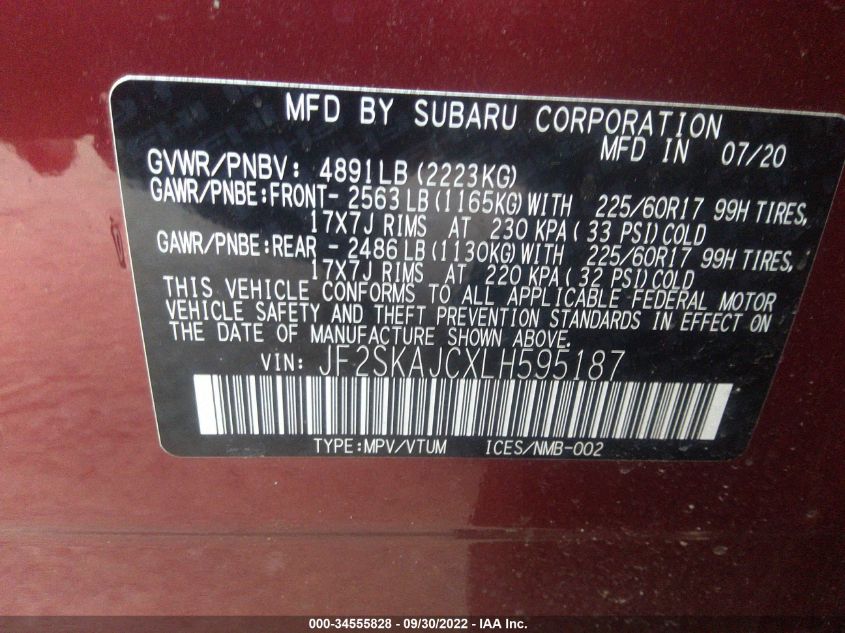 MFD BY SUBARU CORPORATION
MFD IN 07/20
GVWR/PNBV: 4891LB(2223KG)
GAWR/PNBE:FRONT- 2563LB(1165KG)WITH 225/60R17 99H TIRES,
17X7J RIMS AT 230 KPA(33 PSI)COLD
GAWR/PNBE:REAR - 2486LB(1130KG)WITH 225/60R17 99H TIRES,
17X7J RIMS AT 220 KPA(32 PSI)COLD
THIS VEHICLE CONFORMS TO ALL APPLICABLE FEDERAL MOTOR
VEHICLE SAFETY AND THEFT PREVENTION STANDARDS IN EFFECT ON
THE DATE OF MANUFACTURE SHOWN ABOVE.
VIN: JF2SKAJCXLH595187
TYPE:MPV/VTUM ICES/NMB-002
000-34555828 - 09/30/2022 - IAA Inc.